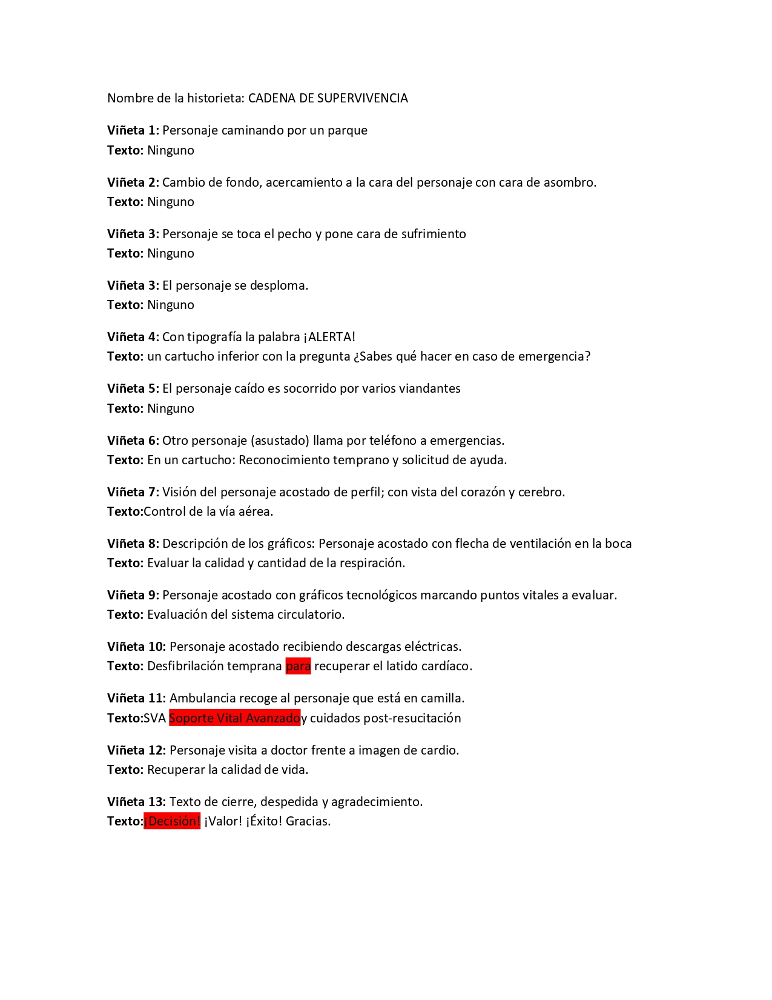 Nombre de la historieta: CADENA DE SUPERVIVENCIA
Viñeta 1: Personaje caminando por un parque
Texto: Ninguno
Viñeta 2: Cambio de fondo, acercamiento a la cara del personaje con cara de asombro.
Texto: Ninguno
Viñeta 3: Personaje se toca el pecho y pone cara de sufrimiento
Texto: Ninguno
Viñeta 3: El personaje se desploma.
Texto: Ninguno
Viñeta 4: Con tipografía la palabra ¡ALERTA!
Texto: un cartucho inferior con la pregunta ¿Sabes qué hacer en caso de emergencia?
Viñeta 5: El personaje caído es socorrido por varios viandantes
Texto: Ninguno
Viñeta 6: Otro personaje (asustado) llama por teléfono a emergencias.
Texto: En un cartucho: Reconocimiento temprano y solicitud de ayuda.
Viñeta 7: Visión del personaje acostado de perfil; con vista del corazón y cerebro.
Texto:Control de la vía aérea.
Viñeta 8: Descripción de los gráficos: Personaje acostado con flecha de ventilación en la boca
Texto: Evaluar la calidad y cantidad de la respiración.
Viñeta 9: Personaje acostado con gráficos tecnológicos marcando puntos vitales a evaluar.
Texto: Evaluación del sistema circulatorio.
Viñeta 10: Personaje acostado recibiendo descargas eléctricas.
Texto: Desfibrilación temprana para recuperar el latido cardíaco.
Viñeta 11: Ambulancia recoge al personaje que está en camilla.
Texto:SVA Soporte Vital Avanzadoy cuidados post-resucitación
Viñeta 12: Personaje visita a doctor frente a imagen de cardio.
Texto: Recuperar la calidad de vida.
Viñeta 13: Texto de cierre, despedida y agradecimiento.
Texto:¡Decisión! ¡Valor! ¡Éxito! Gracias.